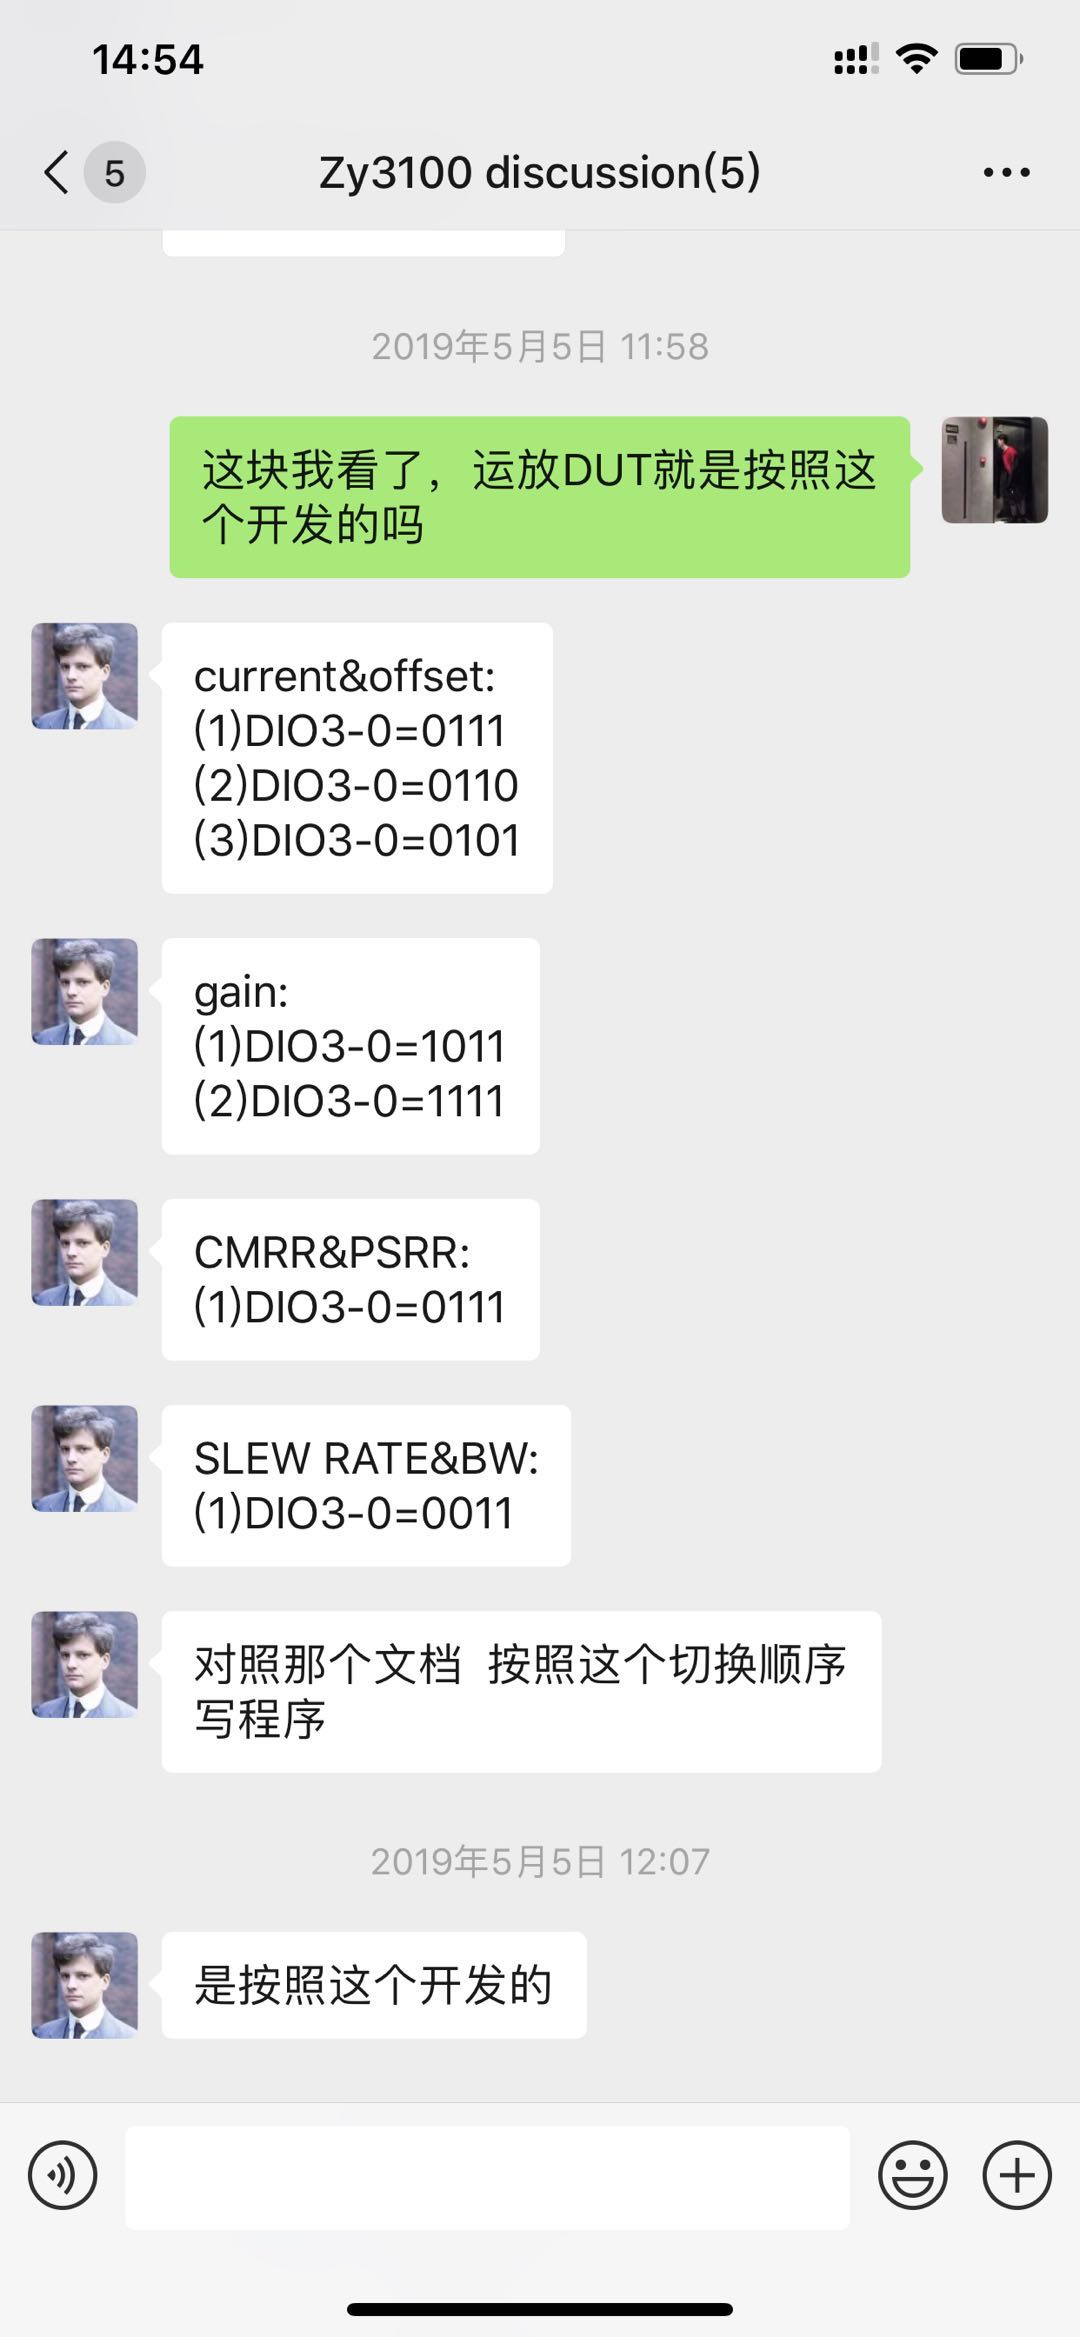 14:54
5
Zy3100 discussion(5)
2019年5月5日 11:58
这块我看了，运放DUT就是按照这
个开发的吗
current&offset:
(1)DIO3-0=0111
(2)DIO3-0=0110
(3)DIO3-0=0101
gain:
(1)DIO3-0=1011
(2)DIO3-0=1111
CMRR&PSRR:
(1)DIO3-0=0111
SLEW RATE&BW:
(1)DIO3-0=0011
对照那个文档  按照这个切换顺序
写程序
2019年5月5日 12:07
是按照这个开发的